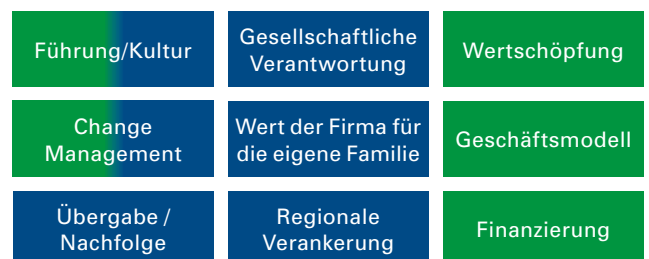 Führung/Kultur
Gesellschaftliche
Verantwortung
Wertschöpfung
Change
Management
Wert der Firma für
die eigene Familie
Geschäftsmodell
Übergabe /
Nachfolge
Regionale
Verankerung
Finanzierung